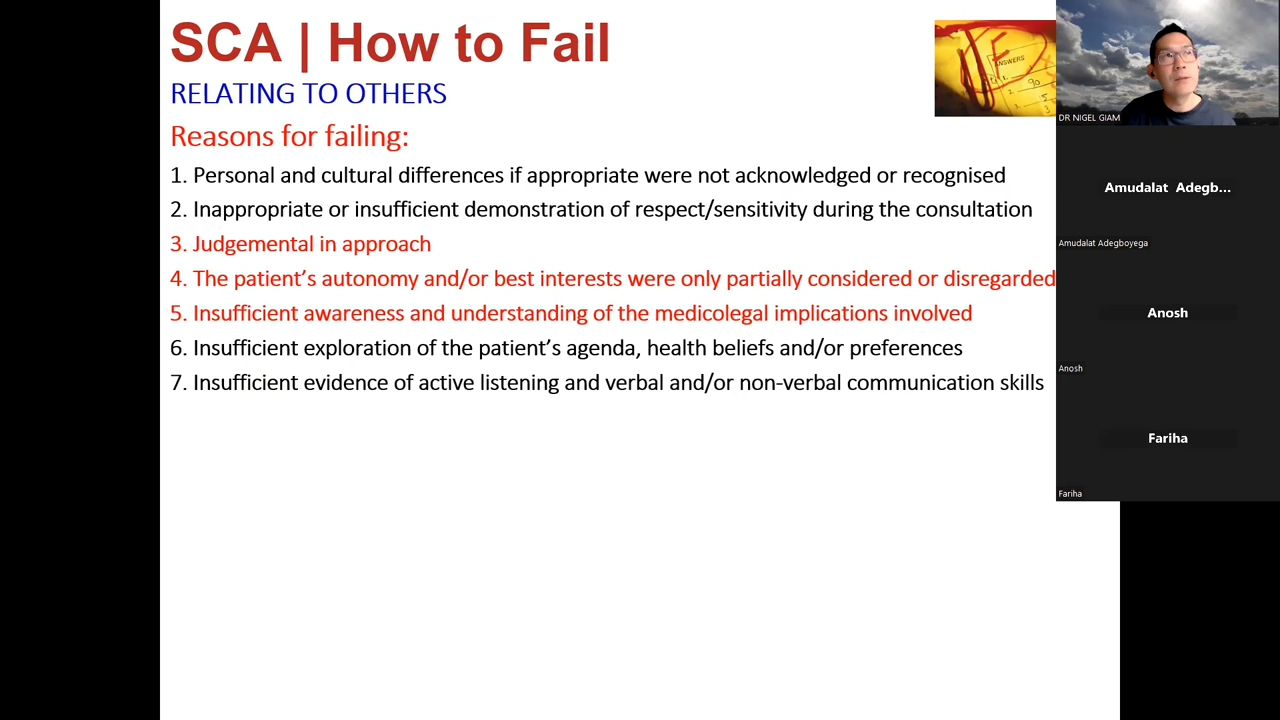 SCA | How to Fail
RELATING TO OTHERS
Reasons for failing:
1. Personal and cultural differences if appropriate were not acknowledged or recognised
2. Inappropriate or insufficient demonstration of respect/sensitivity during the consultation
3. Judgemental in approach
4. The patient’s autonomy and/or best interests were only partially considered or disregarded
5. Insufficient awareness and understanding of the medicolegal implications involved
6. Insufficient exploration of the patient’s agenda, health beliefs and/or preferences
7. Insufficient evidence of active listening and verbal and/or non-verbal communication skills
ANSWERS
DR NIGEL GIAM
Amudalat Adegb...
Amudalat Adegboyega
Anosh
Anosh
Fariha
Fariha